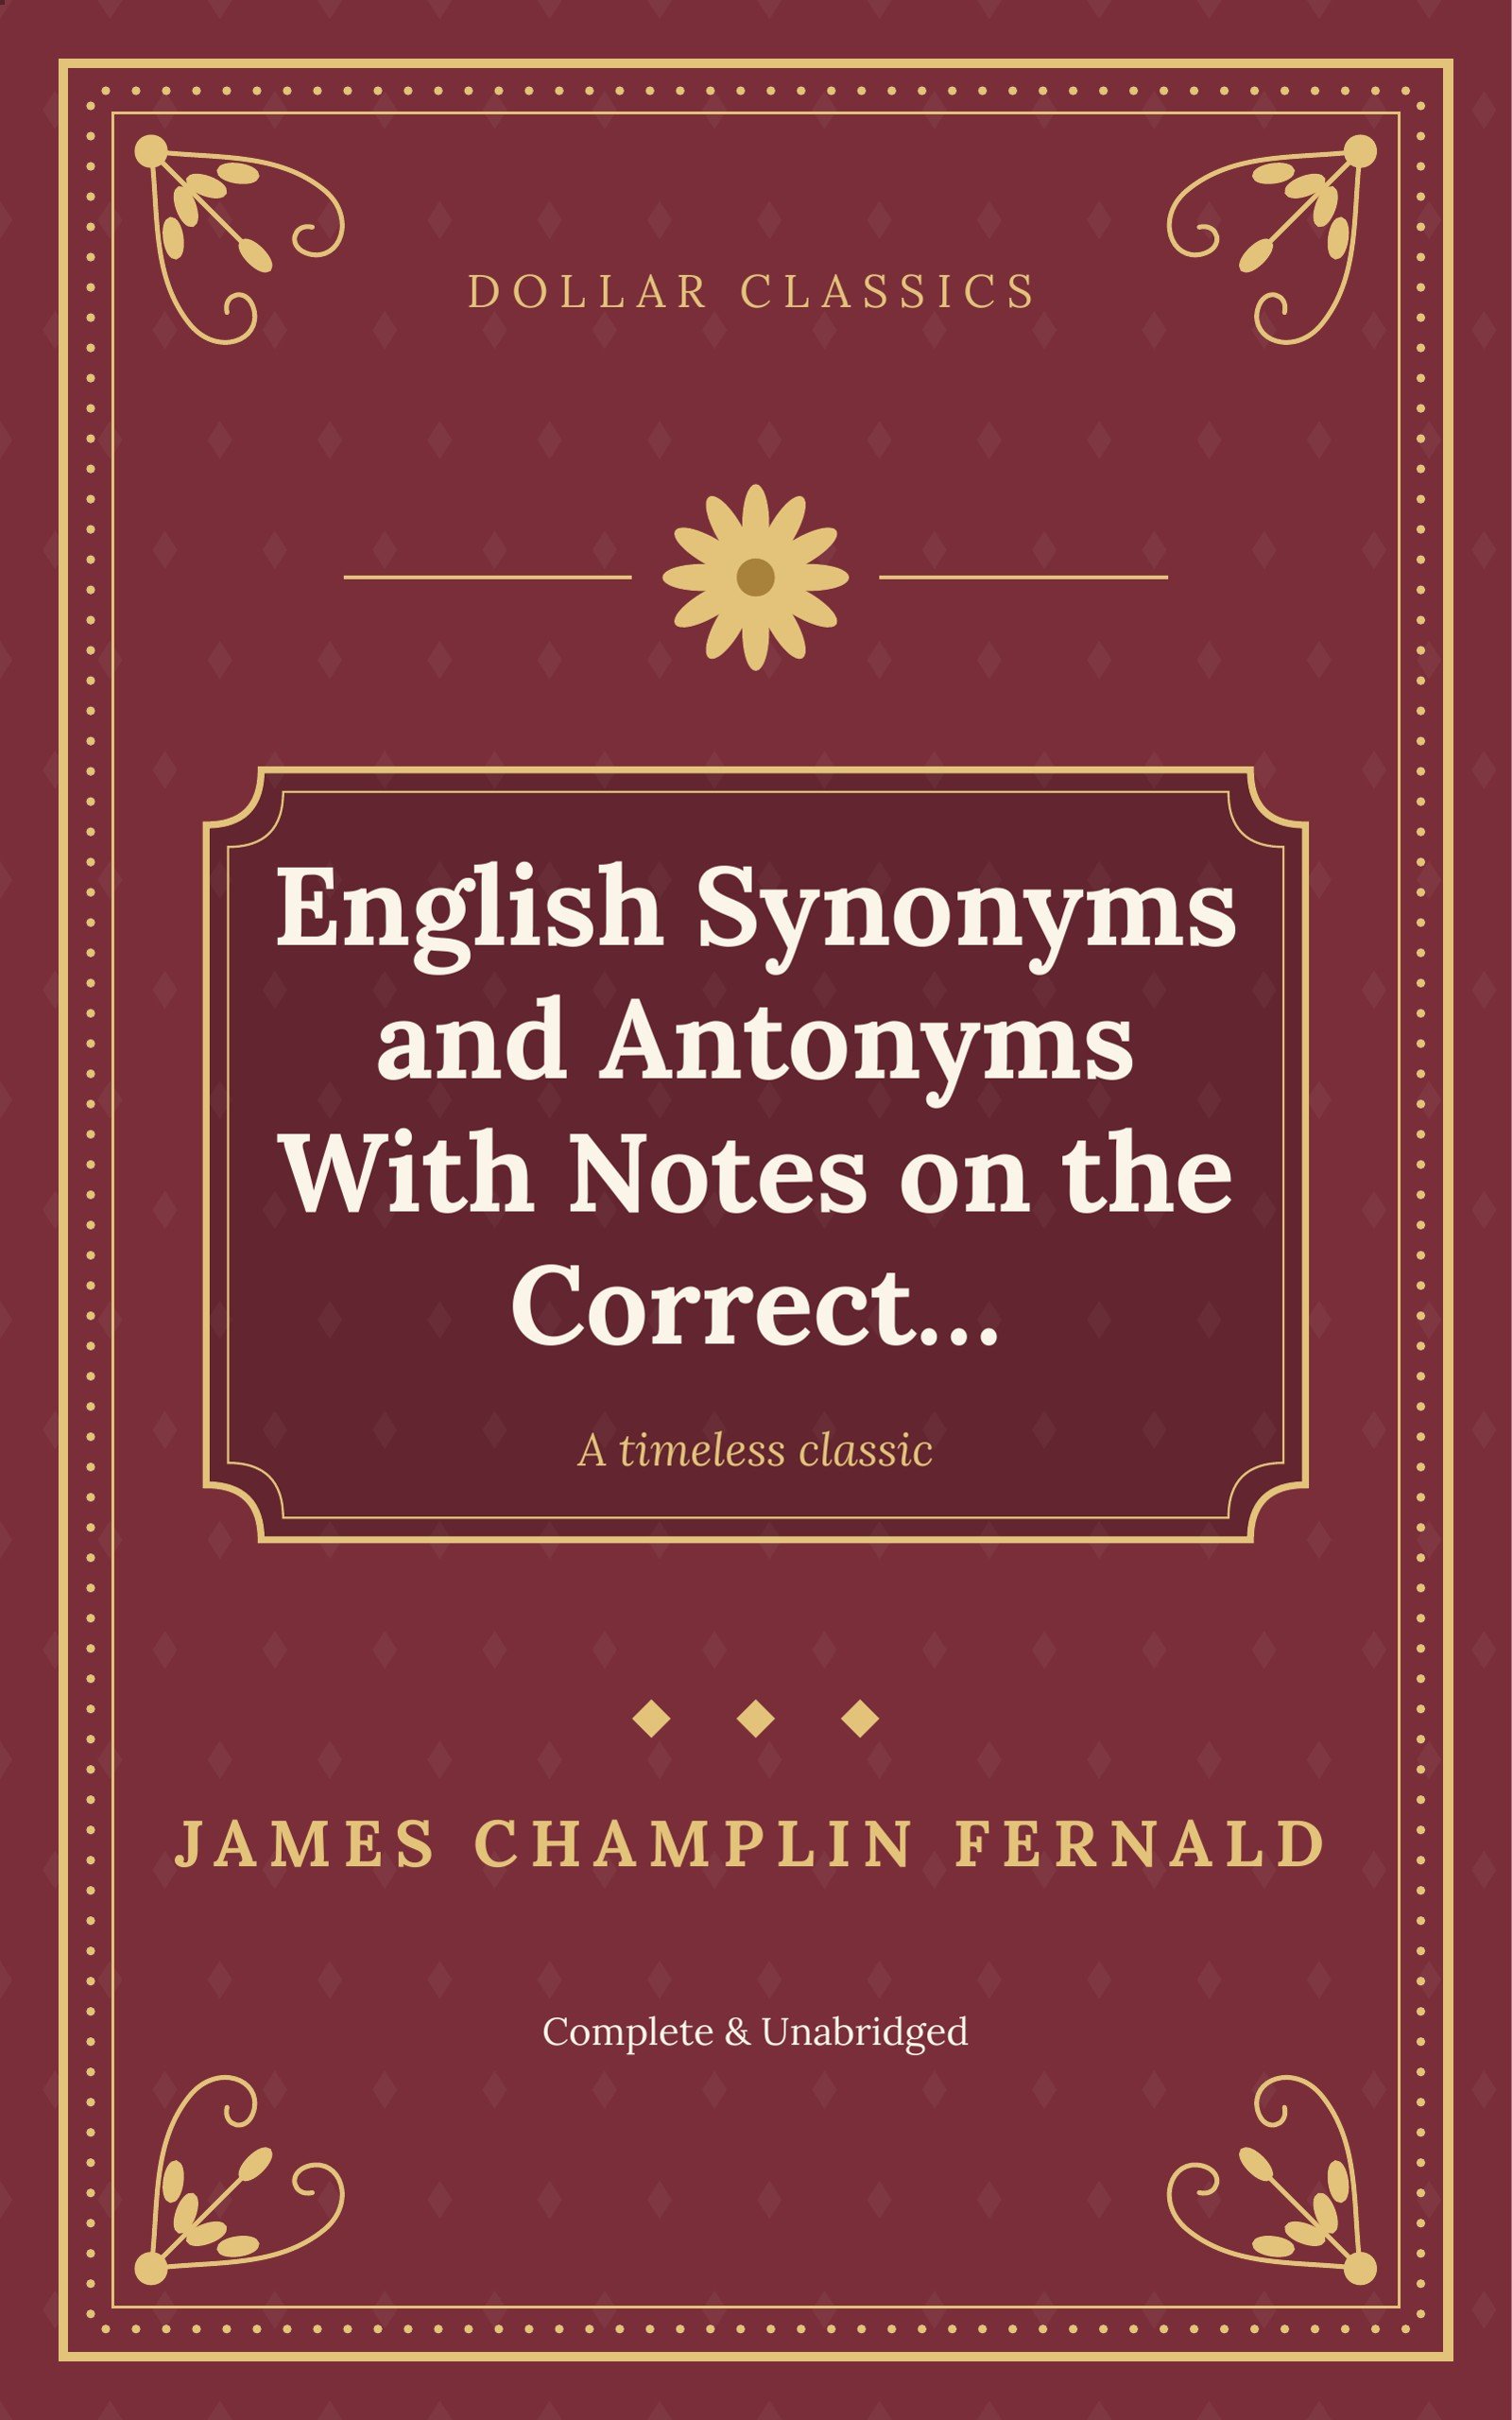 DOLLAR CLASSICS
English Synonyms
and Antonyms
With Notes on the
Correct...
A timeless classic
JAMES CHAMPLIN FERNALD
Complete & Unabridged